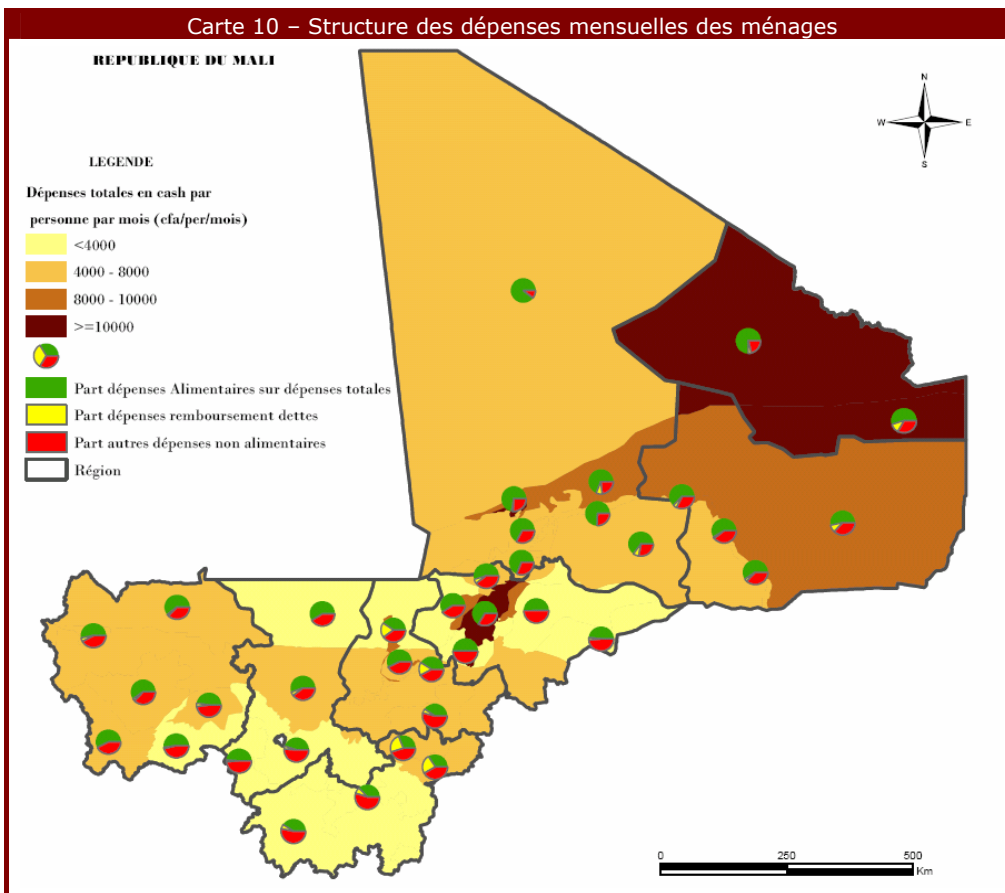 Carte 10 – Structure des dépenses mensuelles des ménages
REPUBLIQUE DU MALI
N
W
E
S
LEGENDE
Dépenses totales en cash par
personne par mois (cfa/per/mois)
<4000
4000 - 8000
8000 - 10000
>=10000
Part dépenses Alimentaires sur dépenses totales
Part dépenses remboursement dettes
Part autres dépenses non alimentaires
Région
0
250
500
Km